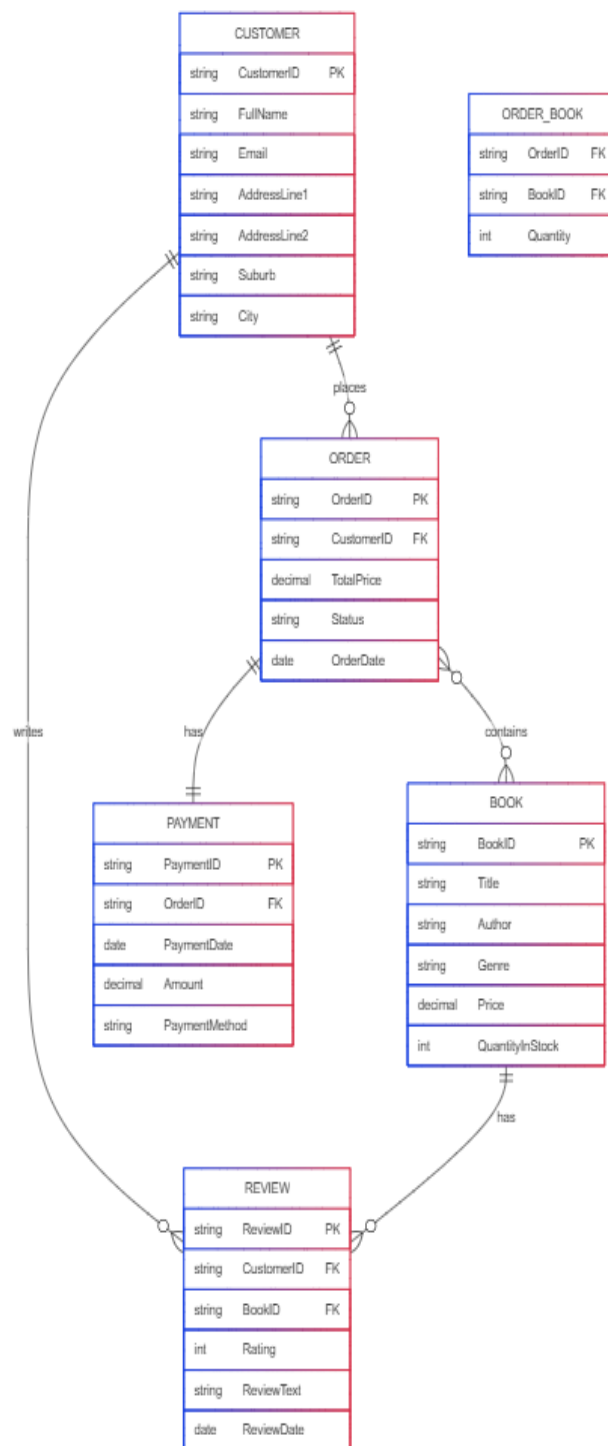 CUSTOMER
string CustomerID PK
string FullName
string Email
string AddressLine1
string AddressLine2
string Suburb
string City
ORDER_BOOK
string OrderID FK
string BookID FK
int Quantity
places
ORDER
string OrderID PK
string CustomerID FK
decimal TotalPrice
string Status
date OrderDate
writes
has
contains
PAYMENT
string PaymentID PK
string OrderID FK
date PaymentDate
decimal Amount
string PaymentMethod
BOOK
string BookID PK
string Title
string Author
string Genre
decimal Price
int QuantityInStock
has
REVIEW
string ReviewID PK
string CustomerID FK
string BookID FK
int Rating
string ReviewText
date ReviewDate